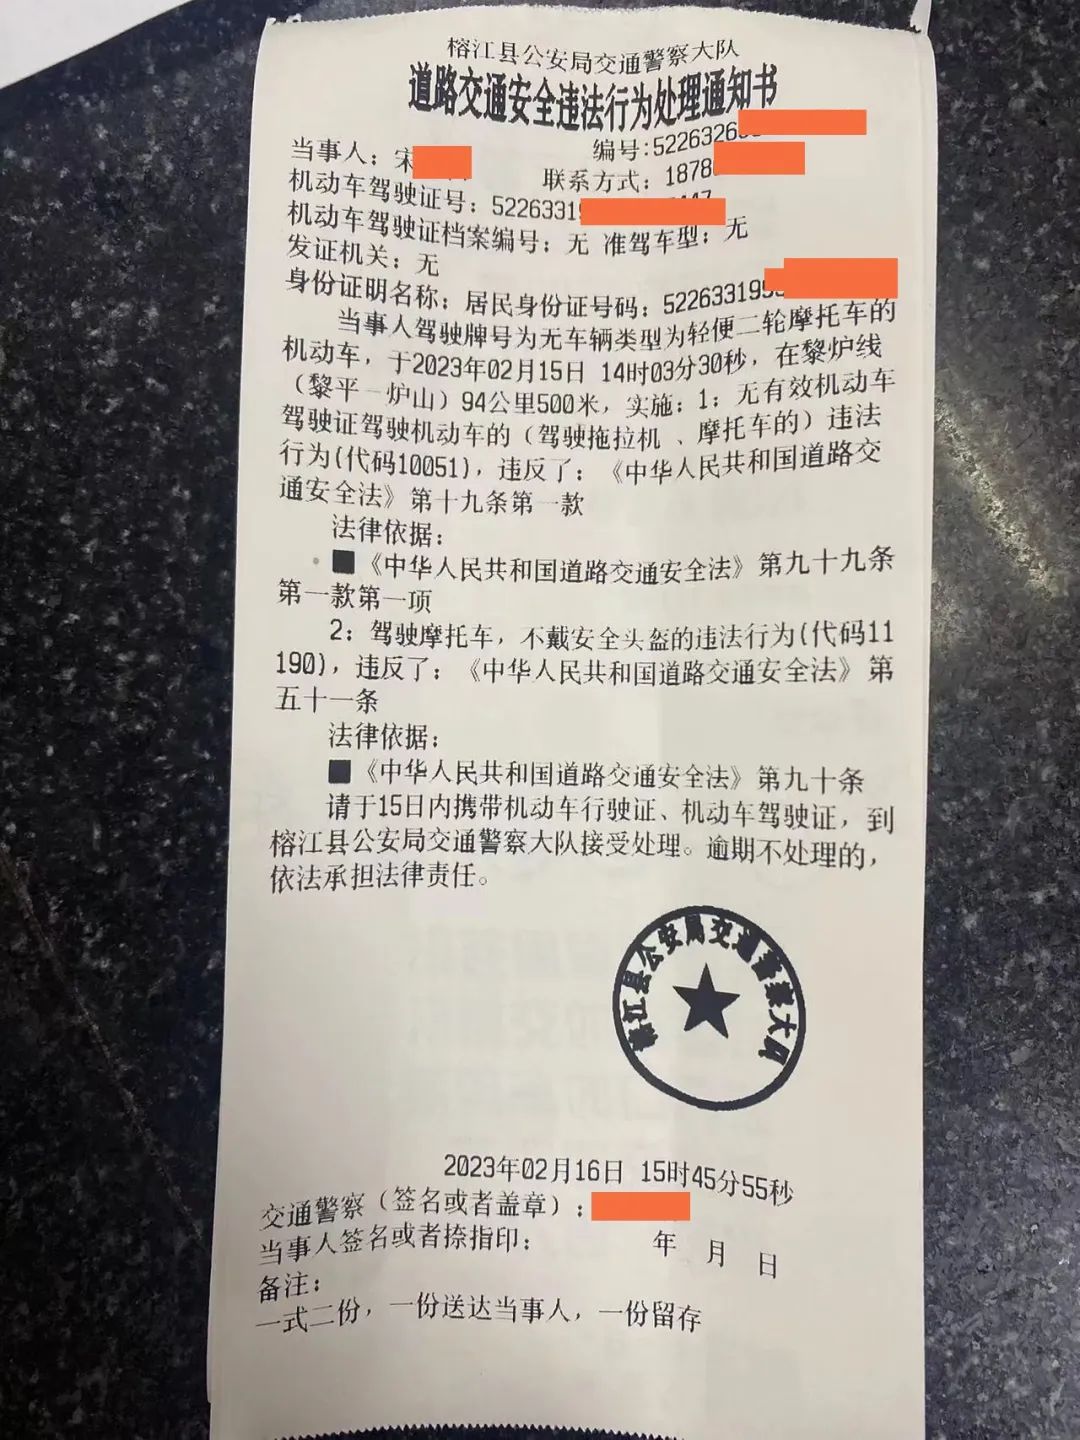 榕江县公安局交通警察大队
道路交通安全违法行为处理通知书
编号:52263260
当事人：宋
联系方式：18786
机动车驾驶证号：52263319
机动车驾驶证档案编号：无 准驾车型：无
发证机关：无
身份证明名称：居民身份证号码：522633199
当事人驾驶牌号为无车辆类型为轻便二轮摩托车的
机动车，于2023年02月15日 14时03分30秒，在黎炉线
（黎平－炉山）94公里500米，实施：1；无有效机动车
驾驶证驾驶机动车的（驾驶拖拉机 、摩托车的）违法
行为(代码10051)，违反了：《中华人民共和国道路交
通安全法》第十九条第一款
法律依据：
■《中华人民共和国道路交通安全法》第九十九条
第一款第一项
2；驾驶摩托车，不戴安全头盔的违法行为(代码11
190)，违反了：《中华人民共和国道路交通安全法》第
五十一条
法律依据：
■《中华人民共和国道路交通安全法》第九十条
请于15日内携带机动车行驶证、机动车驾驶证，到
榕江县公安局交通警察大队接受处理。逾期不处理的，
依法承担法律责任。
榕江县公安局交通警察大队
2023年02月16日 15时45分55秒
交通警察（签名或者盖章）：
当事人签名或者捺指印： 年 月 日
备注：
一式二份，一份送达当事人，一份留存